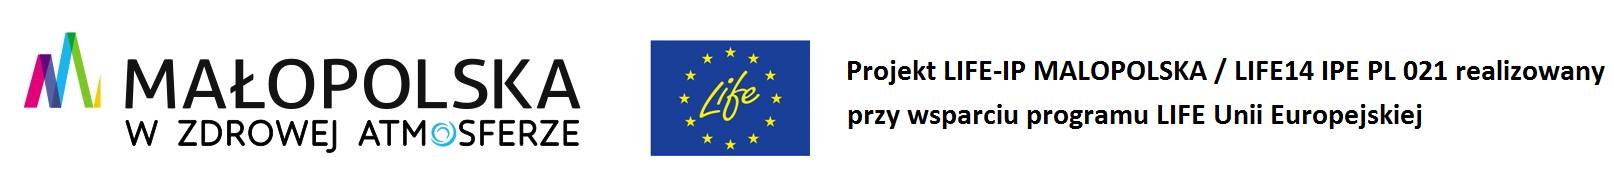 MAŁOPOLSKA
W ZDROWEJ ATMOSFERZE
Life
Projekt LIFE-IP MALOPOLSKA / LIFE14 IPE PL 021 realizowany
przy wsparciu programu LIFE Unii Europejskiej